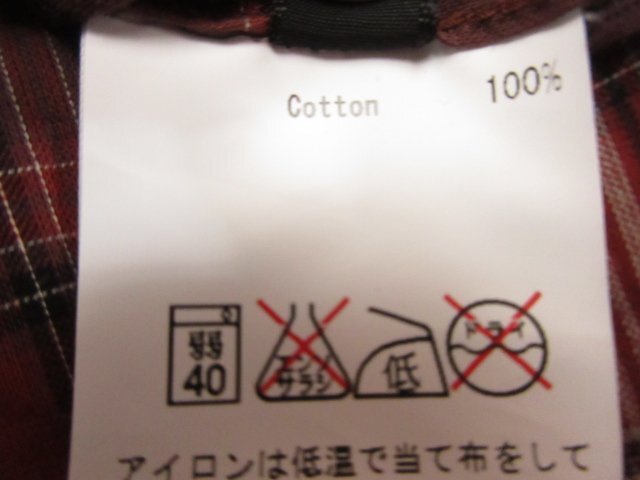 Cotton 100%
弱 40 エンソ サラシ 低 ドライ
アイロンは低温で当て布をして